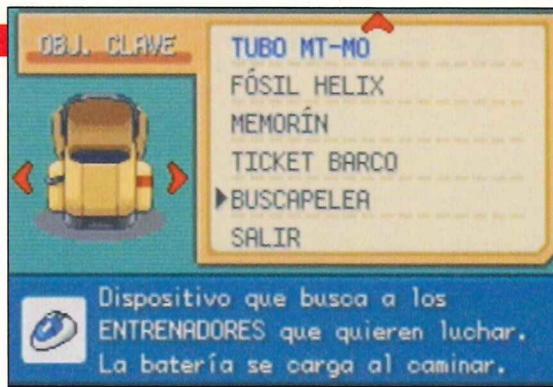 OBJ. CLAVE
TUBO MT-MO
FÓSIL HELIX
MEMORÍN
TICKET BARCO
BUSCAPELEA
SALIR
Dispositivo que busca a los
ENTRENADORES que quieren luchar.
La batería se carga al caminar.